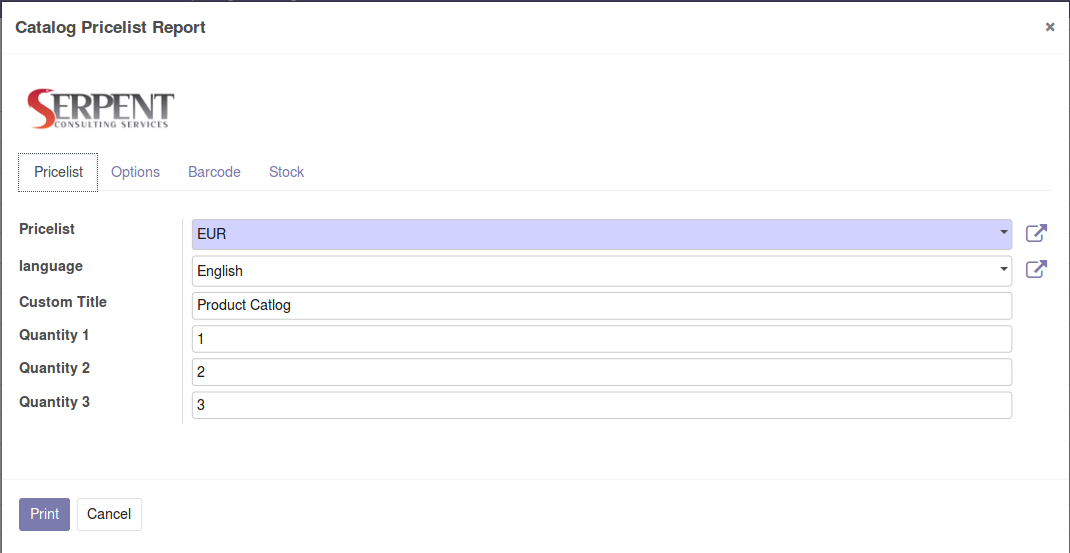 Catalog Pricelist Report ×
SERPENT
CONSULTING SERVICES
Pricelist Options Barcode Stock
Pricelist EUR
language English
Custom Title Product Catlog
Quantity 1 1
Quantity 2 2
Quantity 3 3
Print Cancel